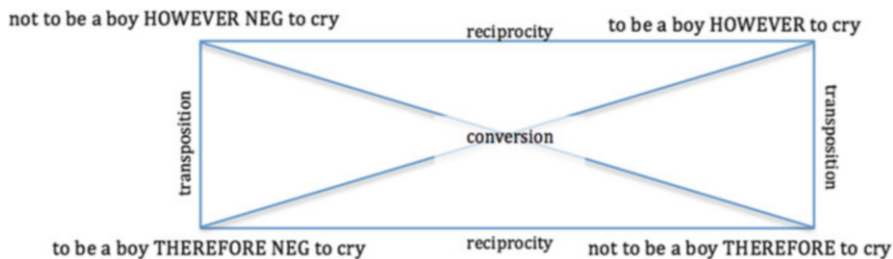 not to be a boy HOWEVER NEG to cry
to be a boy HOWEVER to cry
reciprocity
transposition
conversion
transposition
to be a boy THEREFORE NEG to cry
reciprocity
not to be a boy THEREFORE to cry